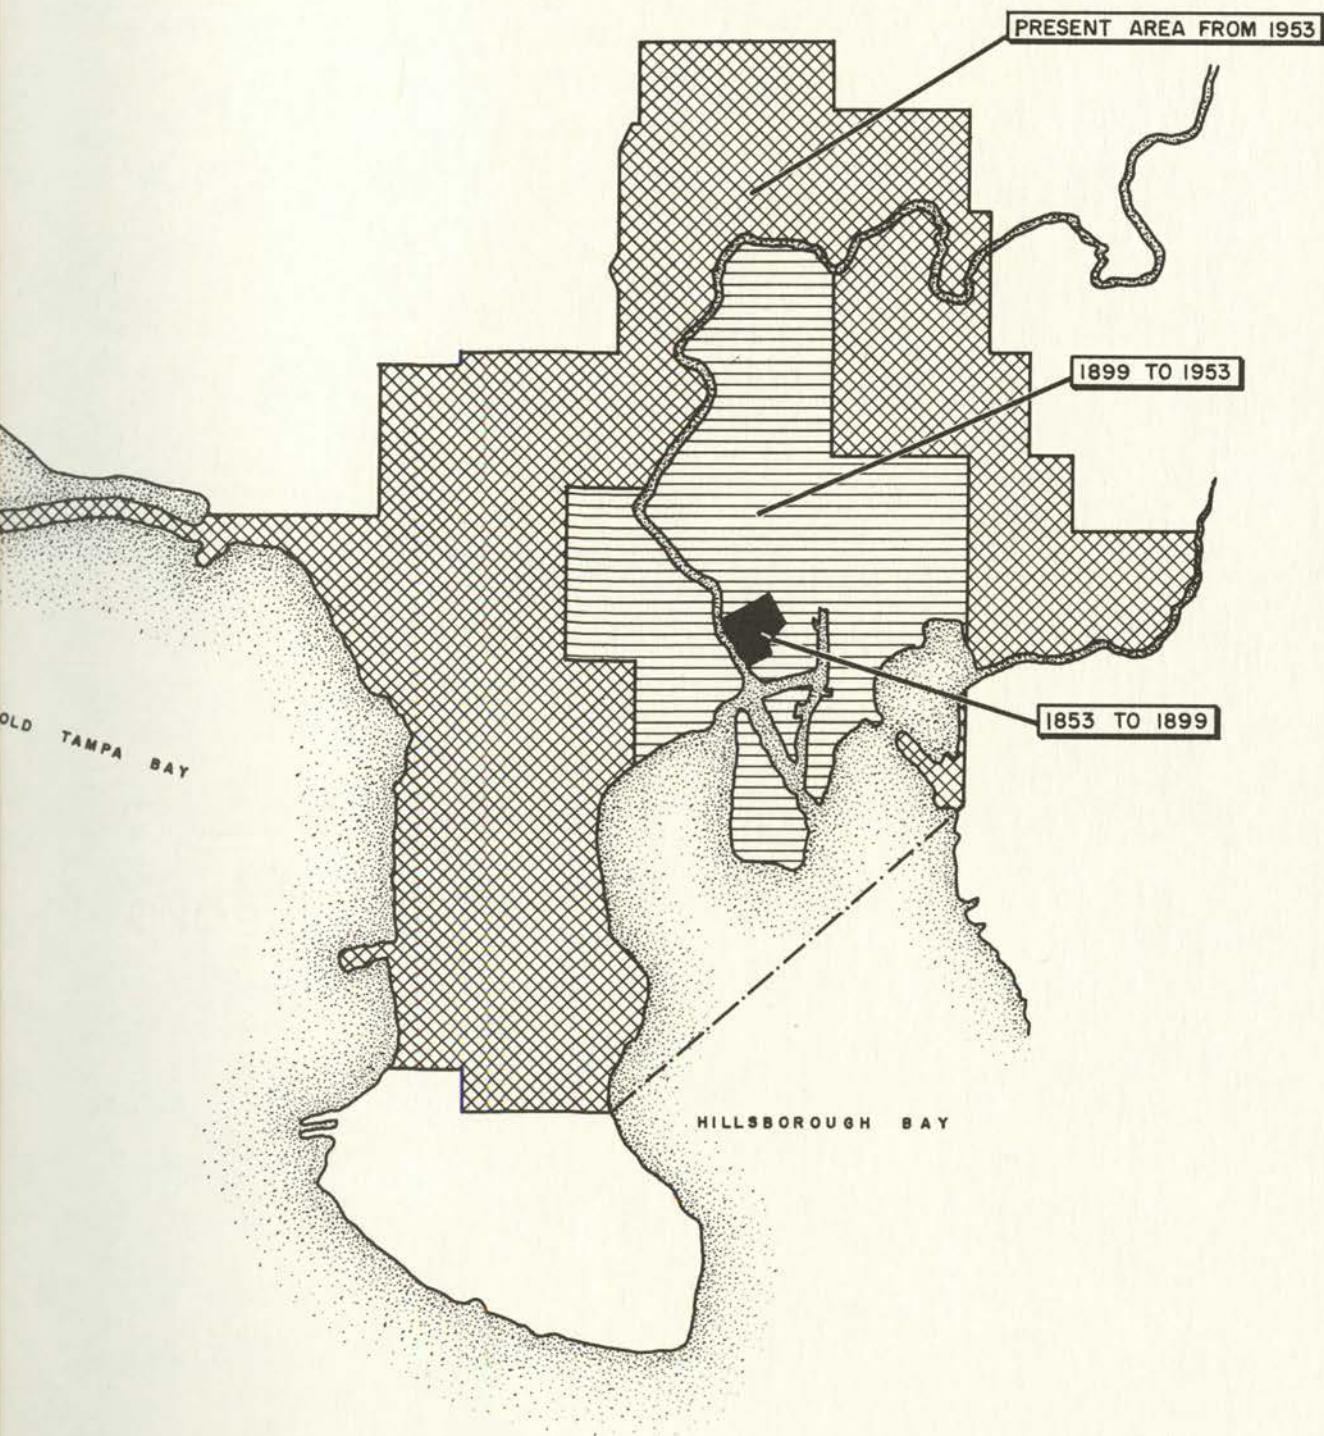 PRESENT AREA FROM 1953
1899 TO 1953
1853 TO 1899
OLD TAMPA BAY
HILLSBOROUGH BAY